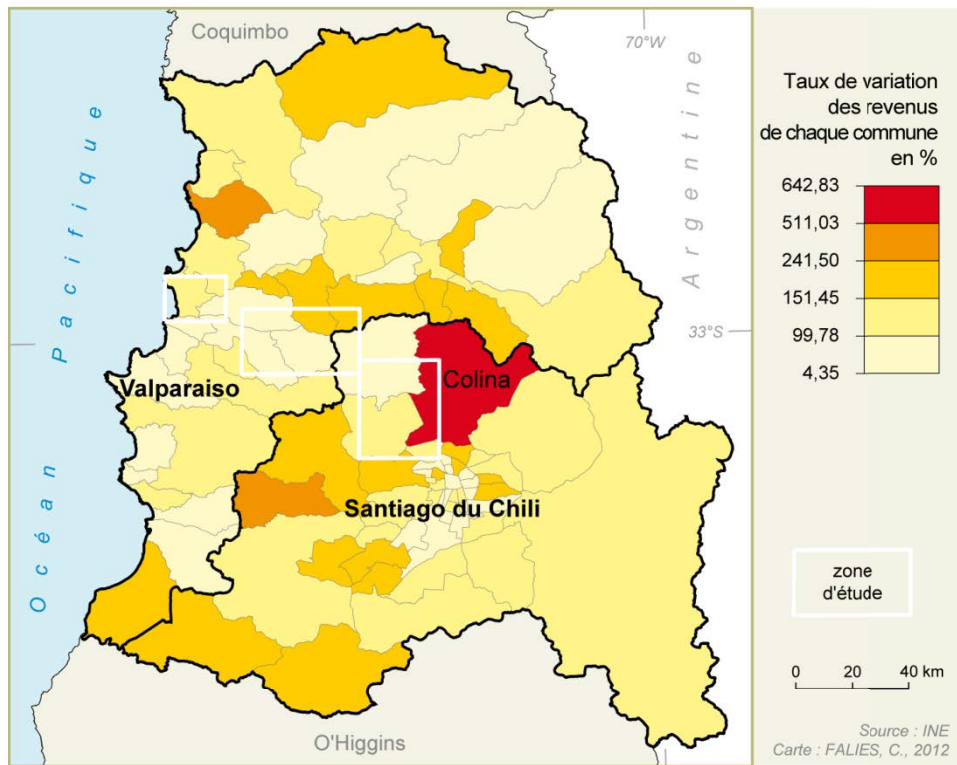 Coquimbo
70°W
Argentine
Océan Pacifique
33°S
Colina
Valparaiso
Santiago du Chili
O'Higgins
Taux de variation
des revenus
de chaque commune
en %
642,83
511,03
241,50
151,45
99,78
4,35
zone
d'étude
0 20 40 km
Source : INE
Carte : FALIES, C., 2012